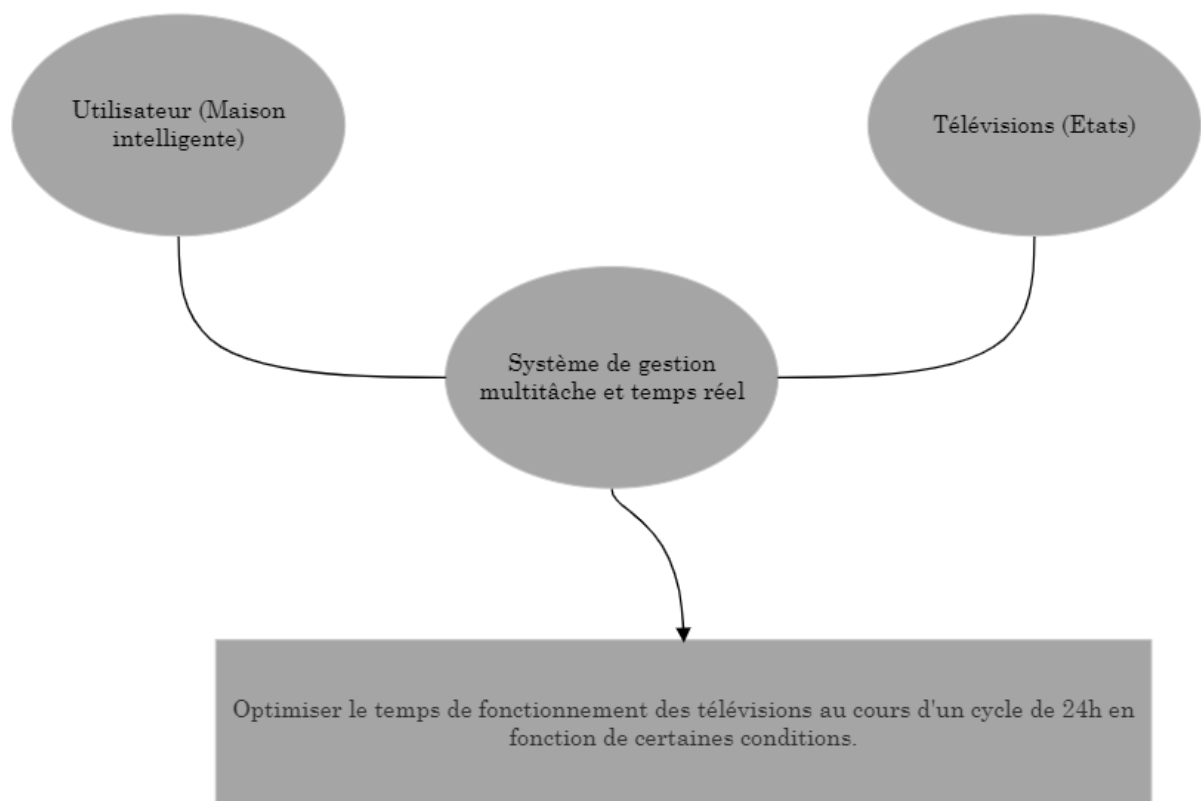 Utilisateur (Maison
intelligente)
Télévisions (Etats)
Système de gestion
multitâche et temps réel
Optimiser le temps de fonctionnement des télévisions au cours d'un cycle de 24h en
fonction de certaines conditions.